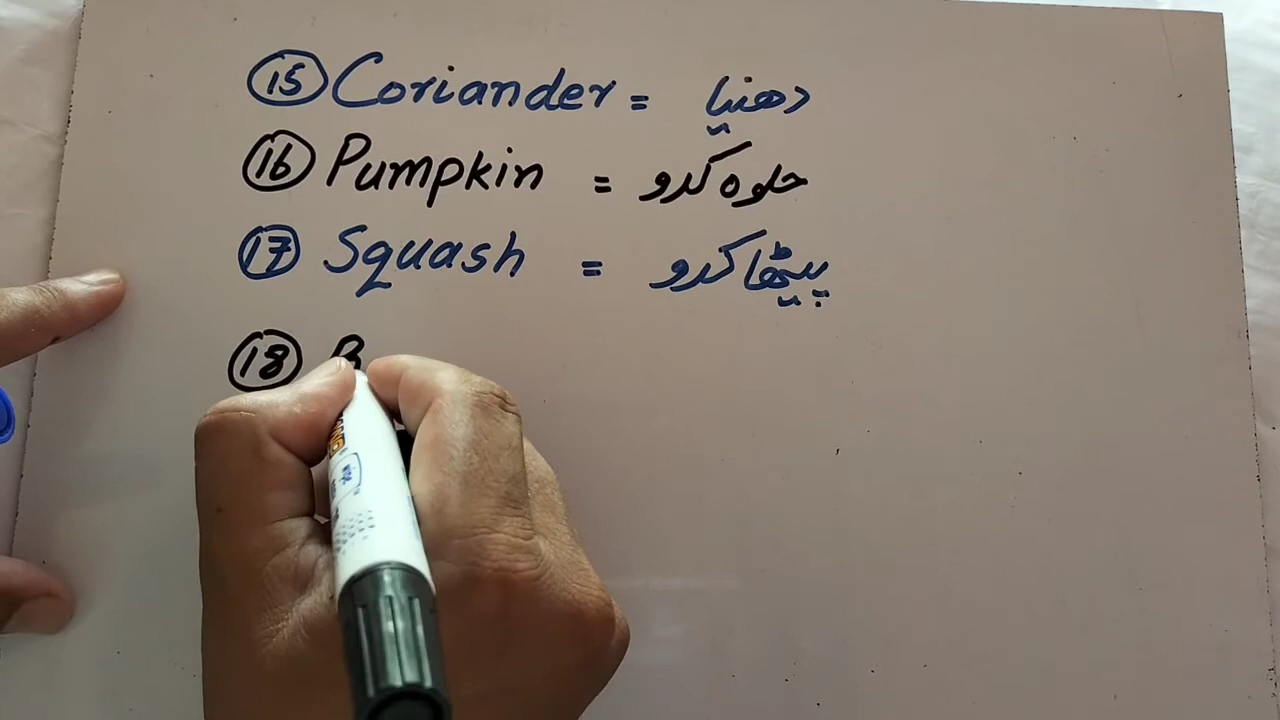 15 Coriander = دھنیا
16 Pumpkin = حلوہ کدو
17 Squash = پیٹھا کدو
18 B